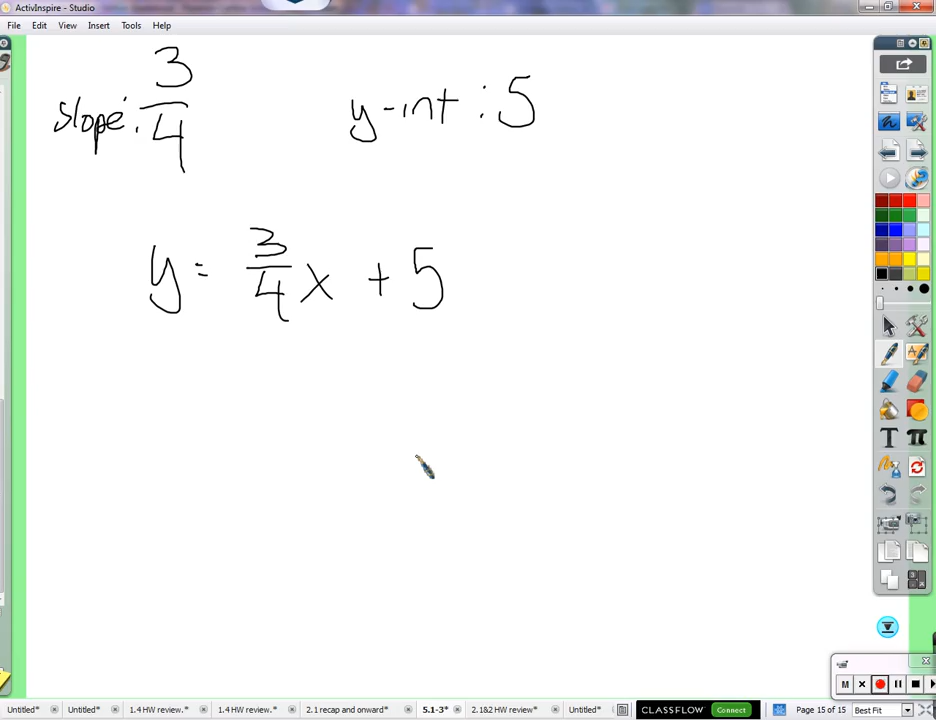 ActivInspire - Studio
File Edit View Insert Tools Help
slope: 3/4 y-int : 5
y = 3/4 x + 5
Untitled* Untitled* 1.4 HW review.* 1.4 HW review.* 2.1 recap and onward* 5.1-3* 2.1&2 HW review* Untitled* CLASSFLOW Connect Page 15 of 15 Best Fit